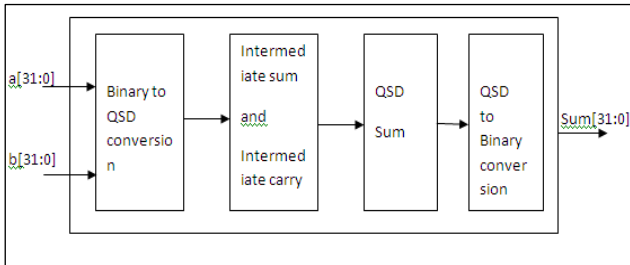 a[31:0]
b[31:0]
Binary to
QSD
conversio
n
Intermed
iate sum
and
Intermed
iate carry
QSD
Sum
QSD
to
Binary
conver
sion
Sum[31:0]